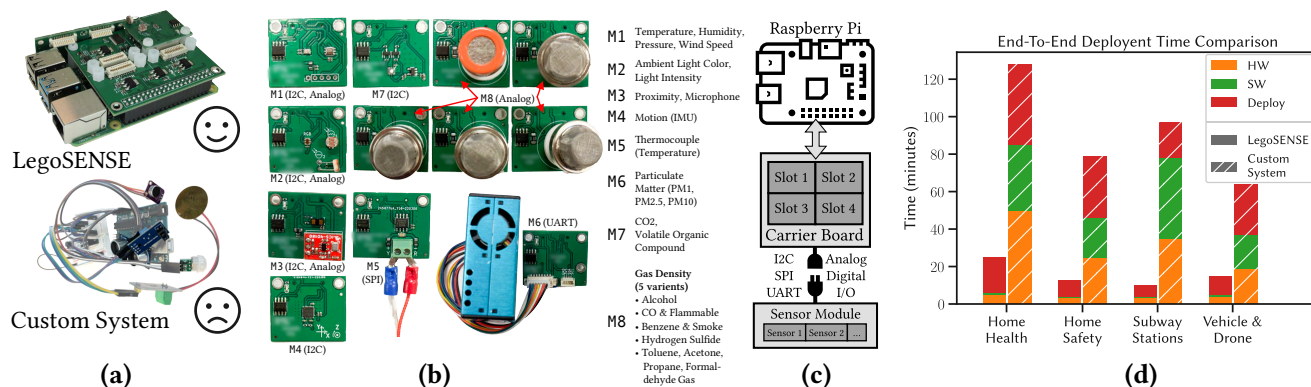 LegoSENSE
Custom System
(a)
M1 (I2C, Analog)
M7 (I2C)
M8 (Analog)
M2 (I2C, Analog)
M3 (I2C, Analog)
M5
(SPI)
M6 (UART)
M4 (I2C)
(b)
M1
Temperature, Humidity,
Pressure, Wind Speed
M2
Ambient Light Color,
Light Intensity
M3
Proximity, Microphone
M4
Motion (IMU)
M5
Thermocouple
(Temperature)
M6
Particulate
Matter (PM1,
PM2.5, PM10)
M7
CO2,
Volatile Organic
Compound
M8
Gas Density
(5 varients)
• Alcohol
• CO & Flammable
• Benzene & Smoke
• Hydrogen Sulfide
• Toluene, Acetone,
Propane, Formal-
dehyde Gas
Raspberry Pi
Slot 1
Slot 2
Slot 3
Slot 4
Carrier Board
I2C
SPI
UART
Analog
Digital
I/O
Sensor Module
Sensor 1
Sensor 2
...
(c)
End-To-End Deployent Time Comparison
HW
SW
Deploy
LegoSENSE
Custom
System
Time (minutes)
120
100
80
60
40
20
0
Home
Health
Home
Safety
Subway
Stations
Vehicle &
Drone
(d)